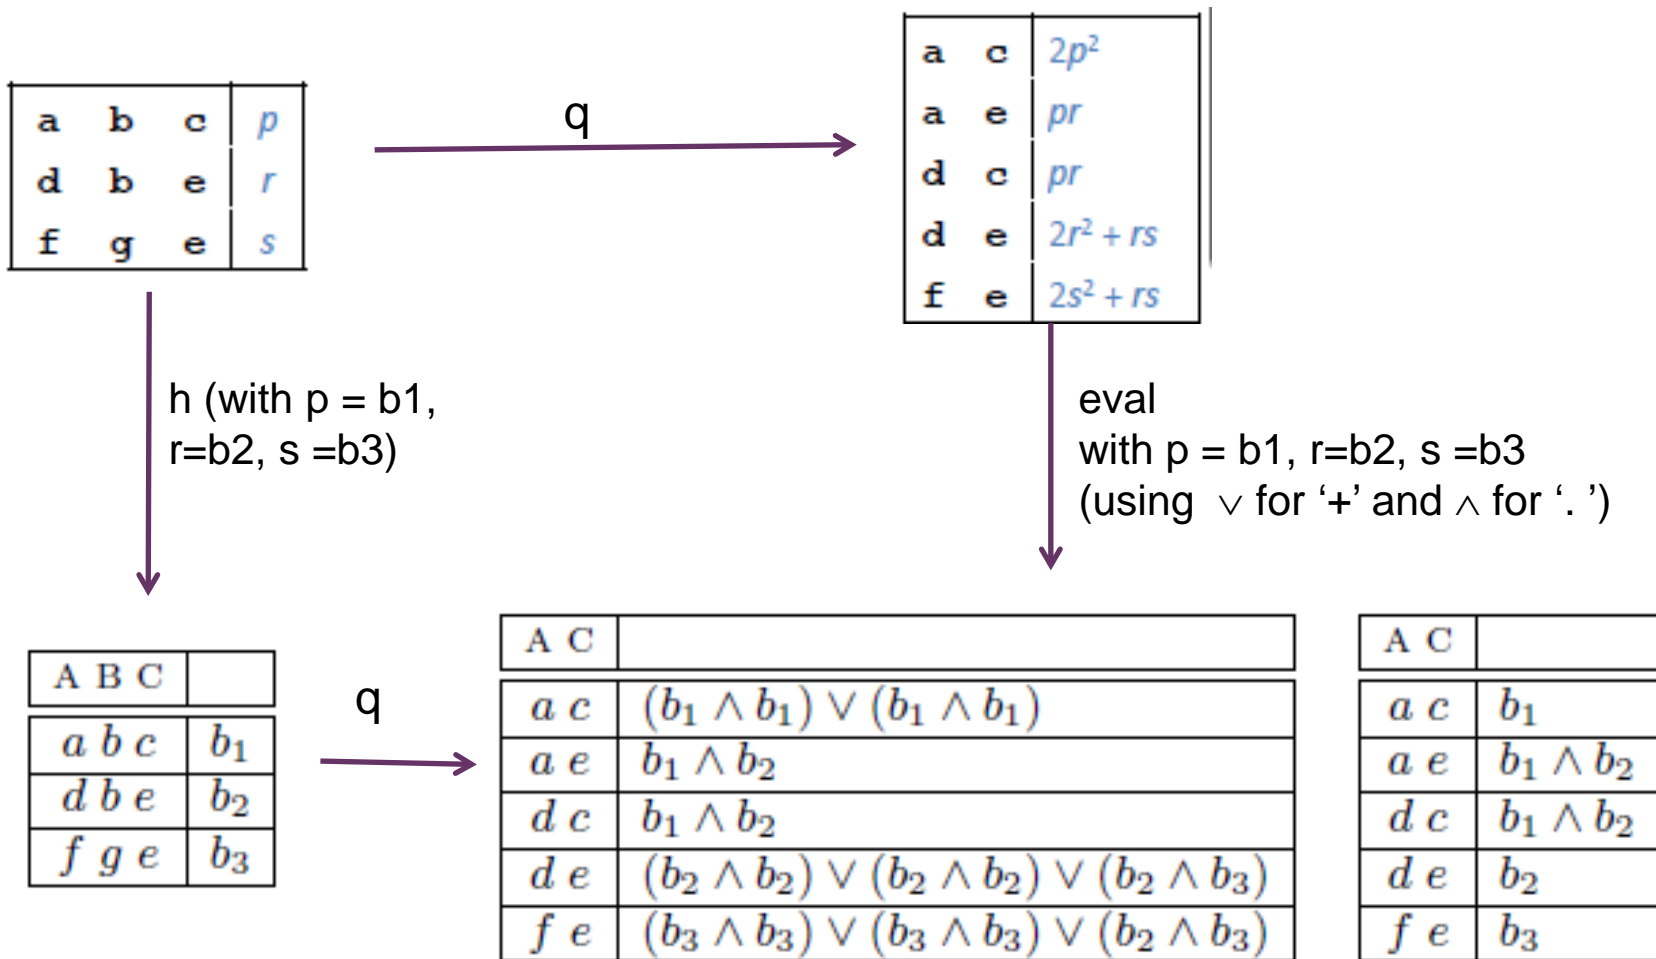 a b c p
d b e r
f g e s
q
a c 2p²
a e pr
d c pr
d e 2r² + rs
f e 2s² + rs
h (with p = b1,
r=b2, s =b3)
eval
with p = b1, r=b2, s =b3
(using ∨ for ‘+’ and ∧ for ‘. ’)
A B C
a b c b₁
d b e b₂
f g e b₃
q
A C
a c (b₁ ∧ b₁) ∨ (b₁ ∧ b₁)
a e b₁ ∧ b₂
d c b₁ ∧ b₂
d e (b₂ ∧ b₂) ∨ (b₂ ∧ b₂) ∨ (b₂ ∧ b₃)
f e (b₃ ∧ b₃) ∨ (b₃ ∧ b₃) ∨ (b₂ ∧ b₃)
A C
a c b₁
a e b₁ ∧ b₂
d c b₁ ∧ b₂
d e b₂
f e b₃